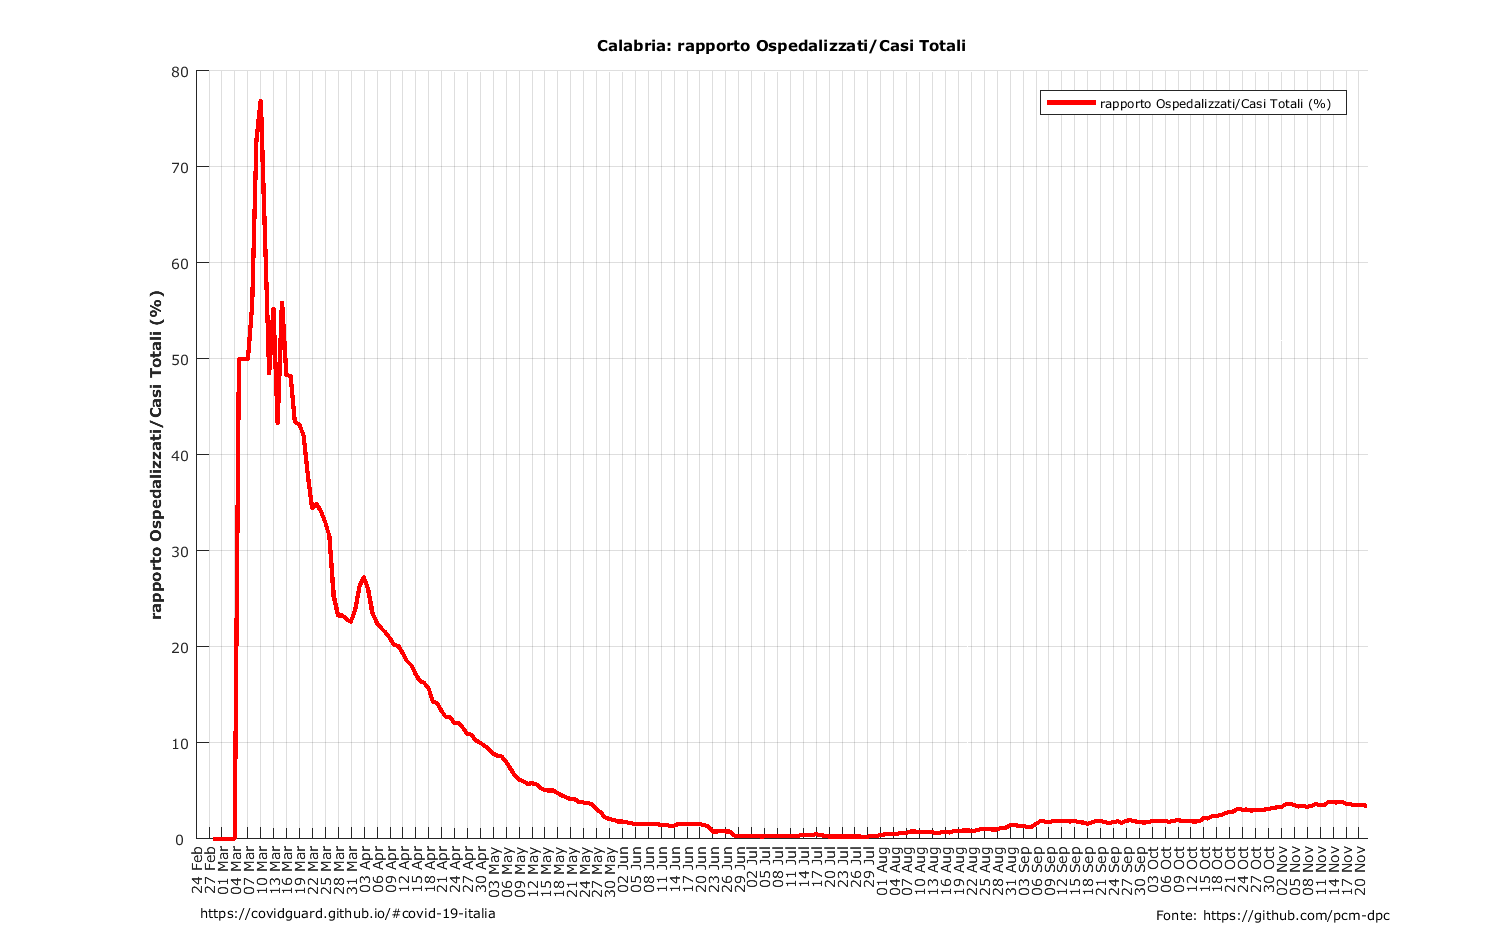 Calabria: rapporto Ospedalizzati/Casi Totali
rapporto Ospedalizzati/Casi Totali (%)
rapporto Ospedalizzati/Casi Totali (%)
80
70
60
50
40
30
20
10
0
24 Feb
27 Feb
01 Mar
04 Mar
07 Mar
10 Mar
13 Mar
16 Mar
19 Mar
22 Mar
25 Mar
28 Mar
31 Mar
03 Apr
06 Apr
09 Apr
12 Apr
15 Apr
18 Apr
21 Apr
24 Apr
27 Apr
30 Apr
03 May
06 May
09 May
12 May
15 May
18 May
21 May
24 May
27 May
30 May
02 Jun
05 Jun
08 Jun
11 Jun
14 Jun
17 Jun
20 Jun
23 Jun
26 Jun
29 Jun
02 Jul
05 Jul
08 Jul
11 Jul
14 Jul
17 Jul
20 Jul
23 Jul
26 Jul
29 Jul
01 Aug
04 Aug
07 Aug
10 Aug
13 Aug
16 Aug
19 Aug
22 Aug
25 Aug
28 Aug
31 Aug
03 Sep
06 Sep
09 Sep
12 Sep
15 Sep
18 Sep
21 Sep
24 Sep
27 Sep
30 Sep
03 Oct
06 Oct
09 Oct
12 Oct
15 Oct
18 Oct
21 Oct
24 Oct
27 Oct
30 Oct
02 Nov
05 Nov
08 Nov
11 Nov
14 Nov
17 Nov
20 Nov
https://covidguard.github.io/#covid-19-italia
Fonte: https://github.com/pcm-dpc